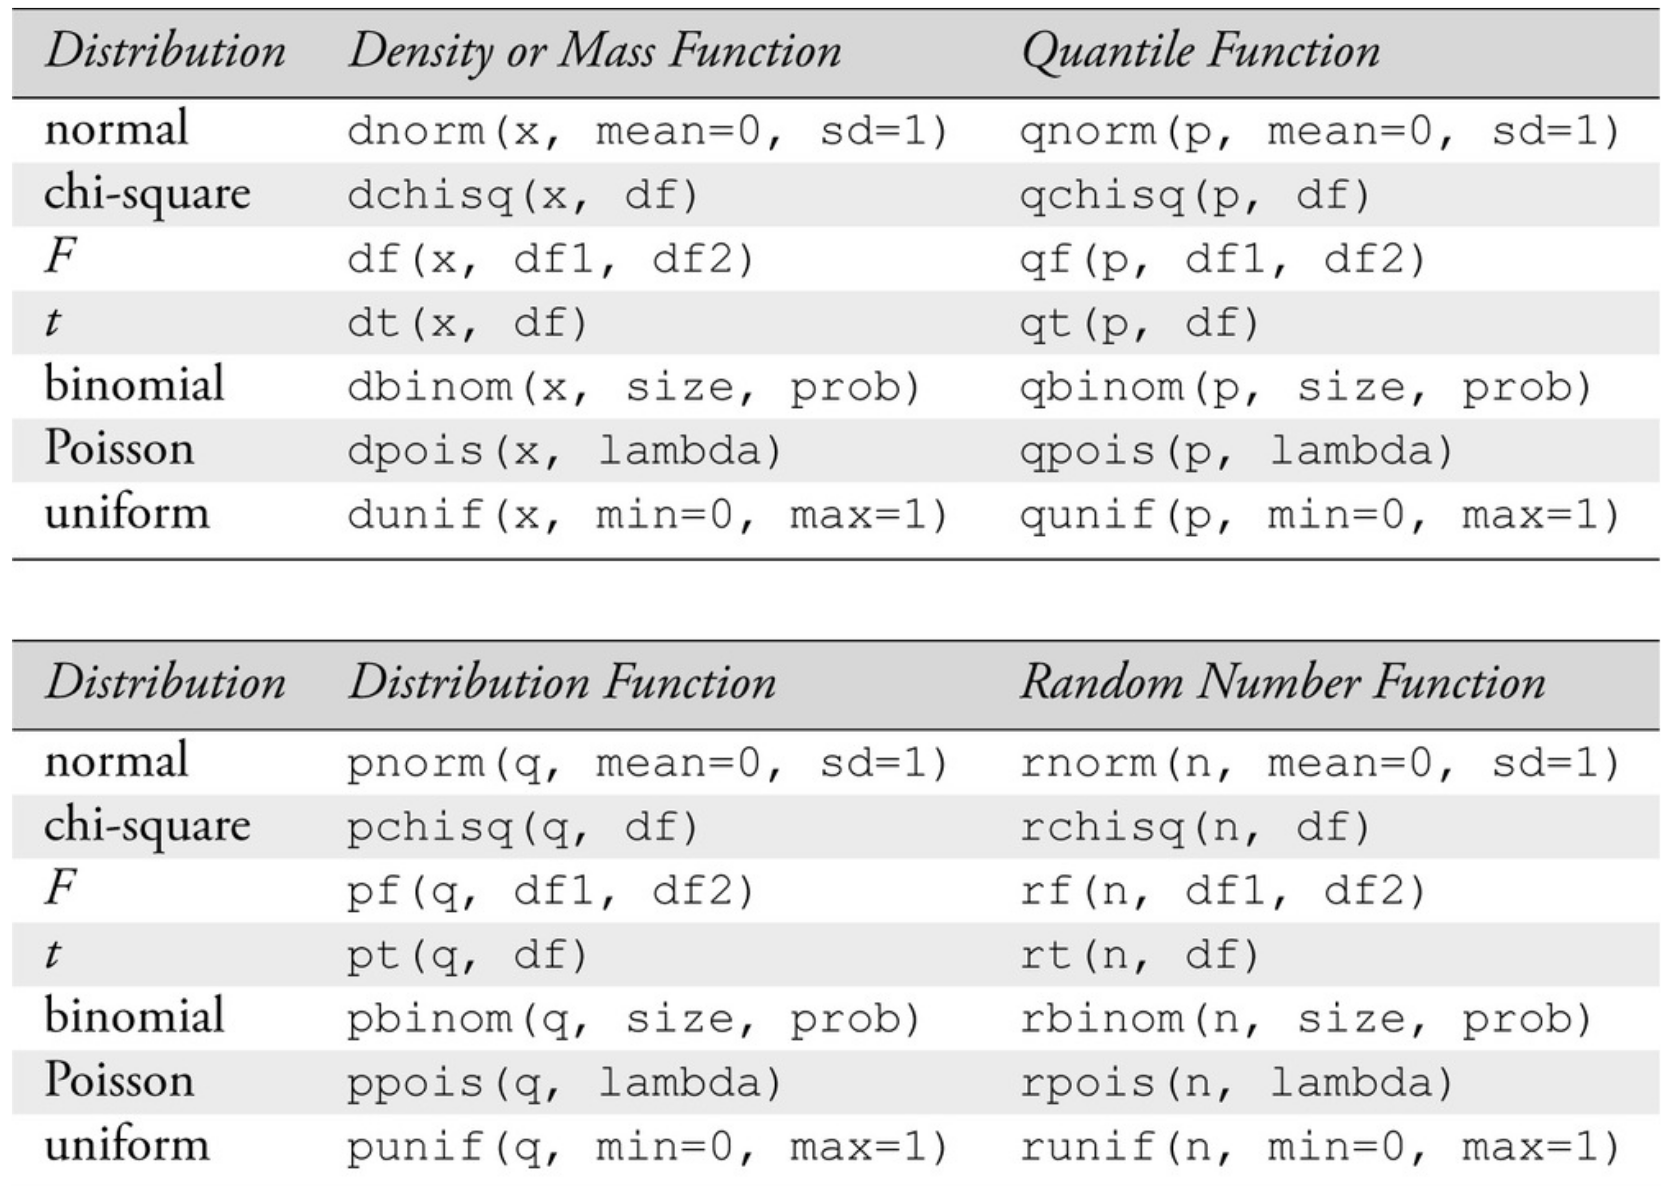 Distribution Density or Mass Function Quantile Function
normal dnorm(x, mean=0, sd=1) qnorm(p, mean=0, sd=1)
chi-square dchisq(x, df) qchisq(p, df)
F df(x, df1, df2) qf(p, df1, df2)
t dt(x, df) qt(p, df)
binomial dbinom(x, size, prob) qbinom(p, size, prob)
Poisson dpois(x, lambda) qpois(p, lambda)
uniform dunif(x, min=0, max=1) qunif(p, min=0, max=1)
Distribution Distribution Function Random Number Function
normal pnorm(q, mean=0, sd=1) rnorm(n, mean=0, sd=1)
chi-square pchisq(q, df) rchisq(n, df)
F pf(q, df1, df2) rf(n, df1, df2)
t pt(q, df) rt(n, df)
binomial pbinom(q, size, prob) rbinom(n, size, prob)
Poisson ppois(q, lambda) rpois(n, lambda)
uniform punif(q, min=0, max=1) runif(n, min=0, max=1)